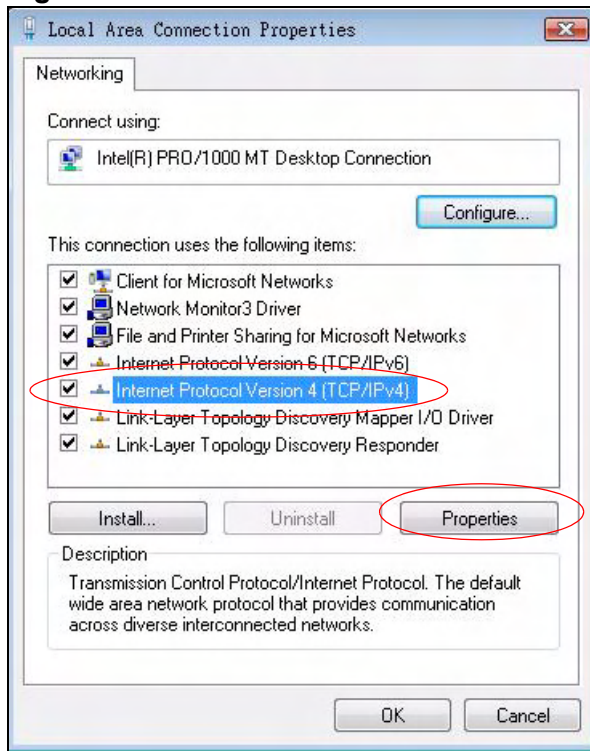 Local Area Connection Properties
Networking
Connect using:
Intel(R) PRO/1000 MT Desktop Connection
Configure...
This connection uses the following items:
Client for Microsoft Networks
Network Monitor3 Driver
File and Printer Sharing for Microsoft Networks
Internet Protocol Version 6 (TCP/IPv6)
Internet Protocol Version 4 (TCP/IPv4)
Link-Layer Topology Discovery Mapper I/O Driver
Link-Layer Topology Discovery Responder
Install...
Uninstall
Properties
Description
Transmission Control Protocol/Internet Protocol. The default
wide area network protocol that provides communication
across diverse interconnected networks.
OK
Cancel